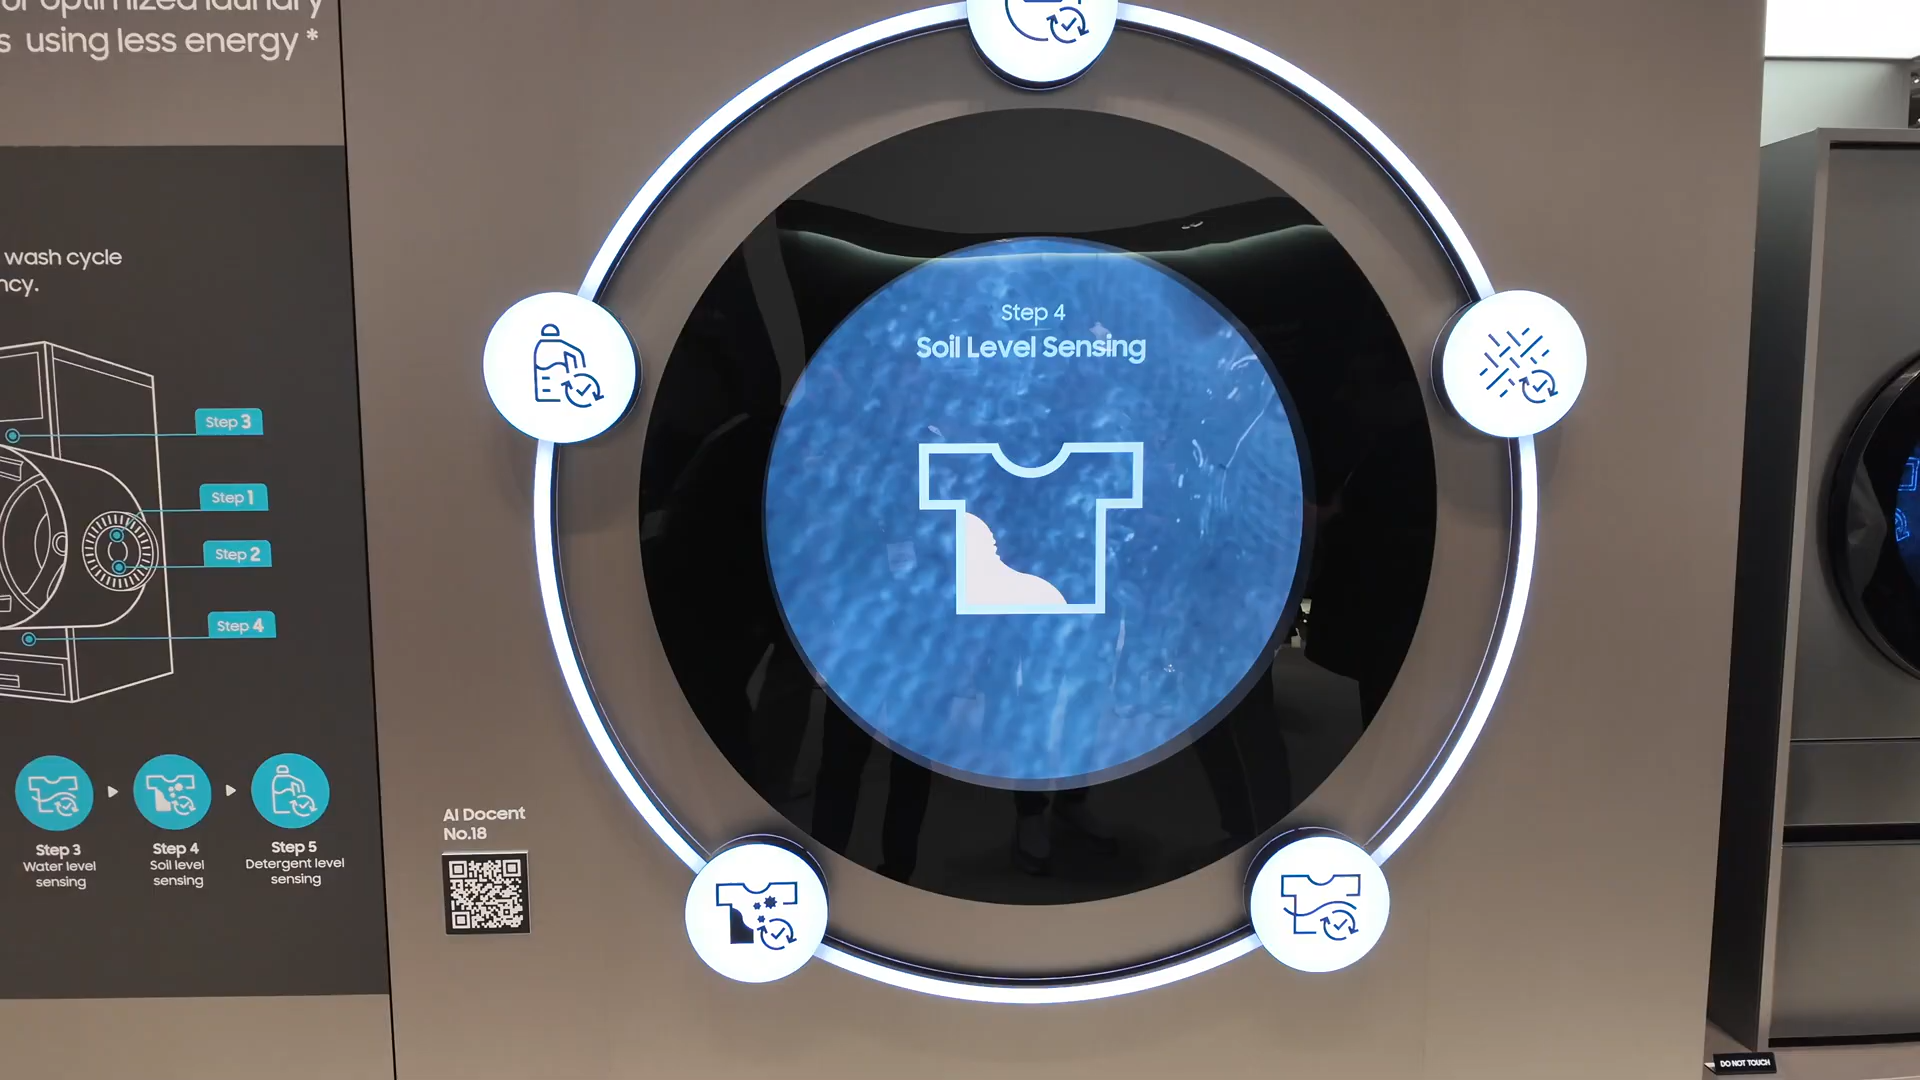 optimized laundry
using less energy *
wash cycle
Step 3
Step 1
Step 2
Step 4
Step 3
Water level
sensing
Step 4
Soil level
sensing
Step 5
Detergent level
sensing
AI Docent
No.18
Step 4
Soil Level Sensing
DO NOT TOUCH